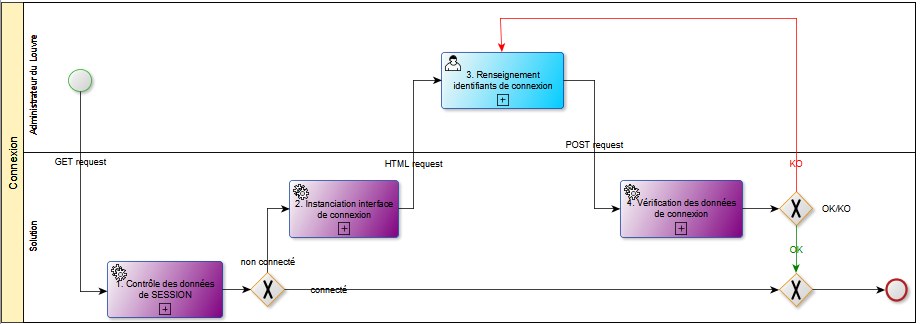 Connexion
Administrateur du Louvre
Solution
3. Renseignement
identifiants de connexion
GET request
HTML request
POST request
KO
2. Instanciation interface
de connexion
4. Vérification des données
de connexion
OK/KO
OK
non connecté
1. Contrôle des données
de SESSION
connecté